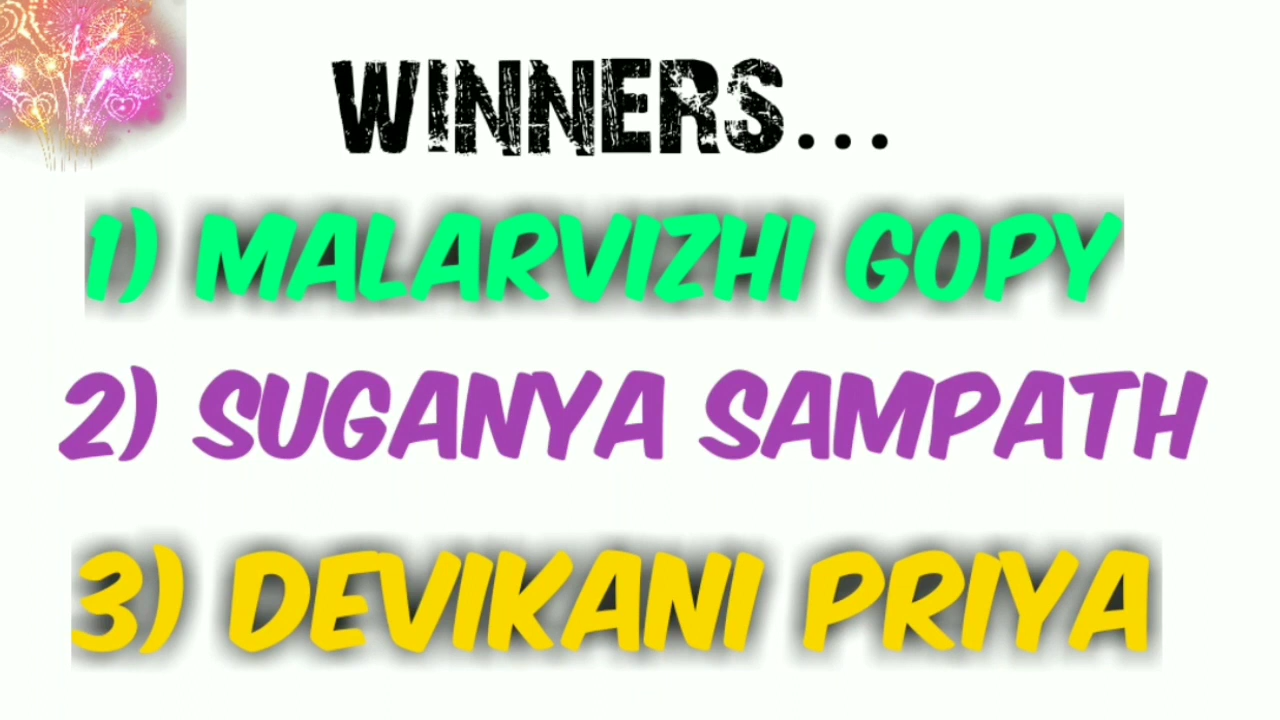 WINNERS...
1) MALARVIZHI GOPY
2) SUGANYA SAMPATH
3) DEVIKANI PRIYA